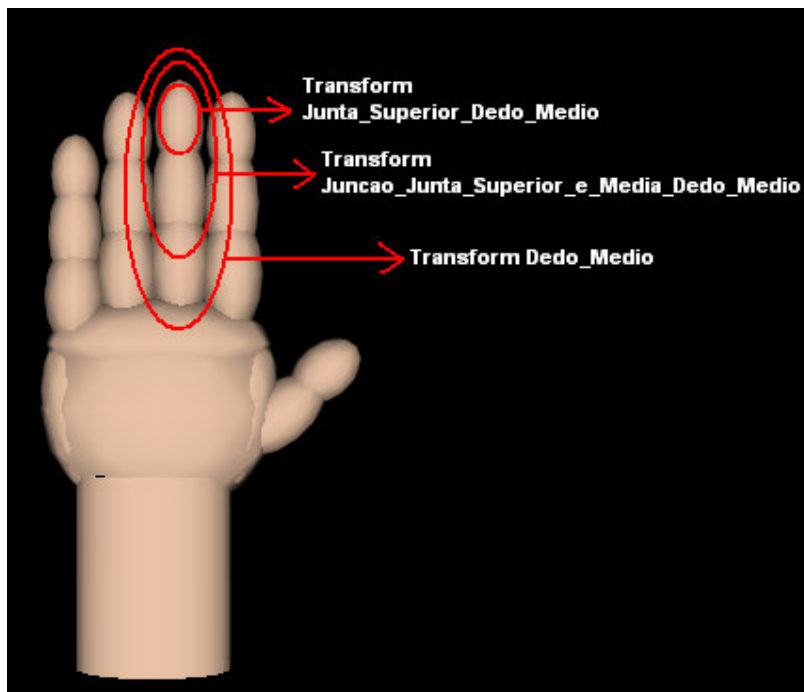 Transform
Junta_Superior_Dedo_Medio
Transform
Juncao_Junta_Superior_e_Media_Dedo_Medio
Transform Dedo_Medio